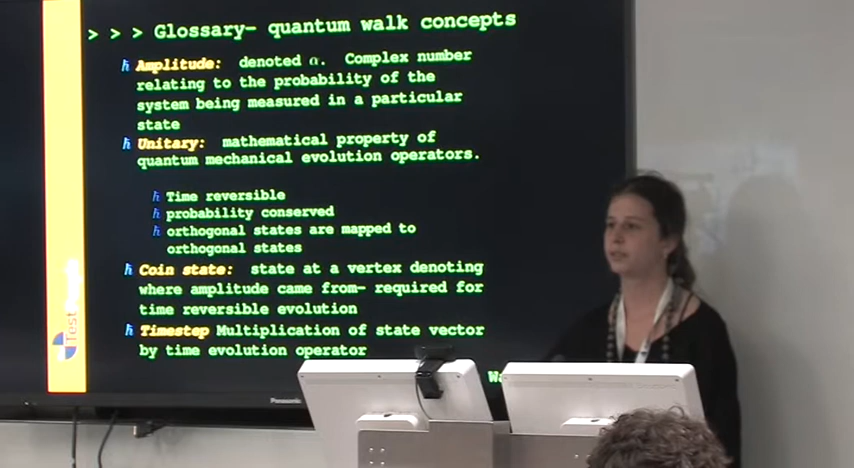 > > > Glossary- quantum walk concepts
ℏ Amplitude: denoted α. Complex number
relating to the probability of the
system being measured in a particular
state
ℏ Unitary: mathematical property of
quantum mechanical evolution operators.
ℏ Time reversible
ℏ probability conserved
ℏ orthogonal states are mapped to
orthogonal states
ℏ Coin state: state at a vertex denoting
where amplitude came from- required for
time reversible evolution
ℏ Timestep Multiplication of state vector
by time evolution operator
Test
Panasonic